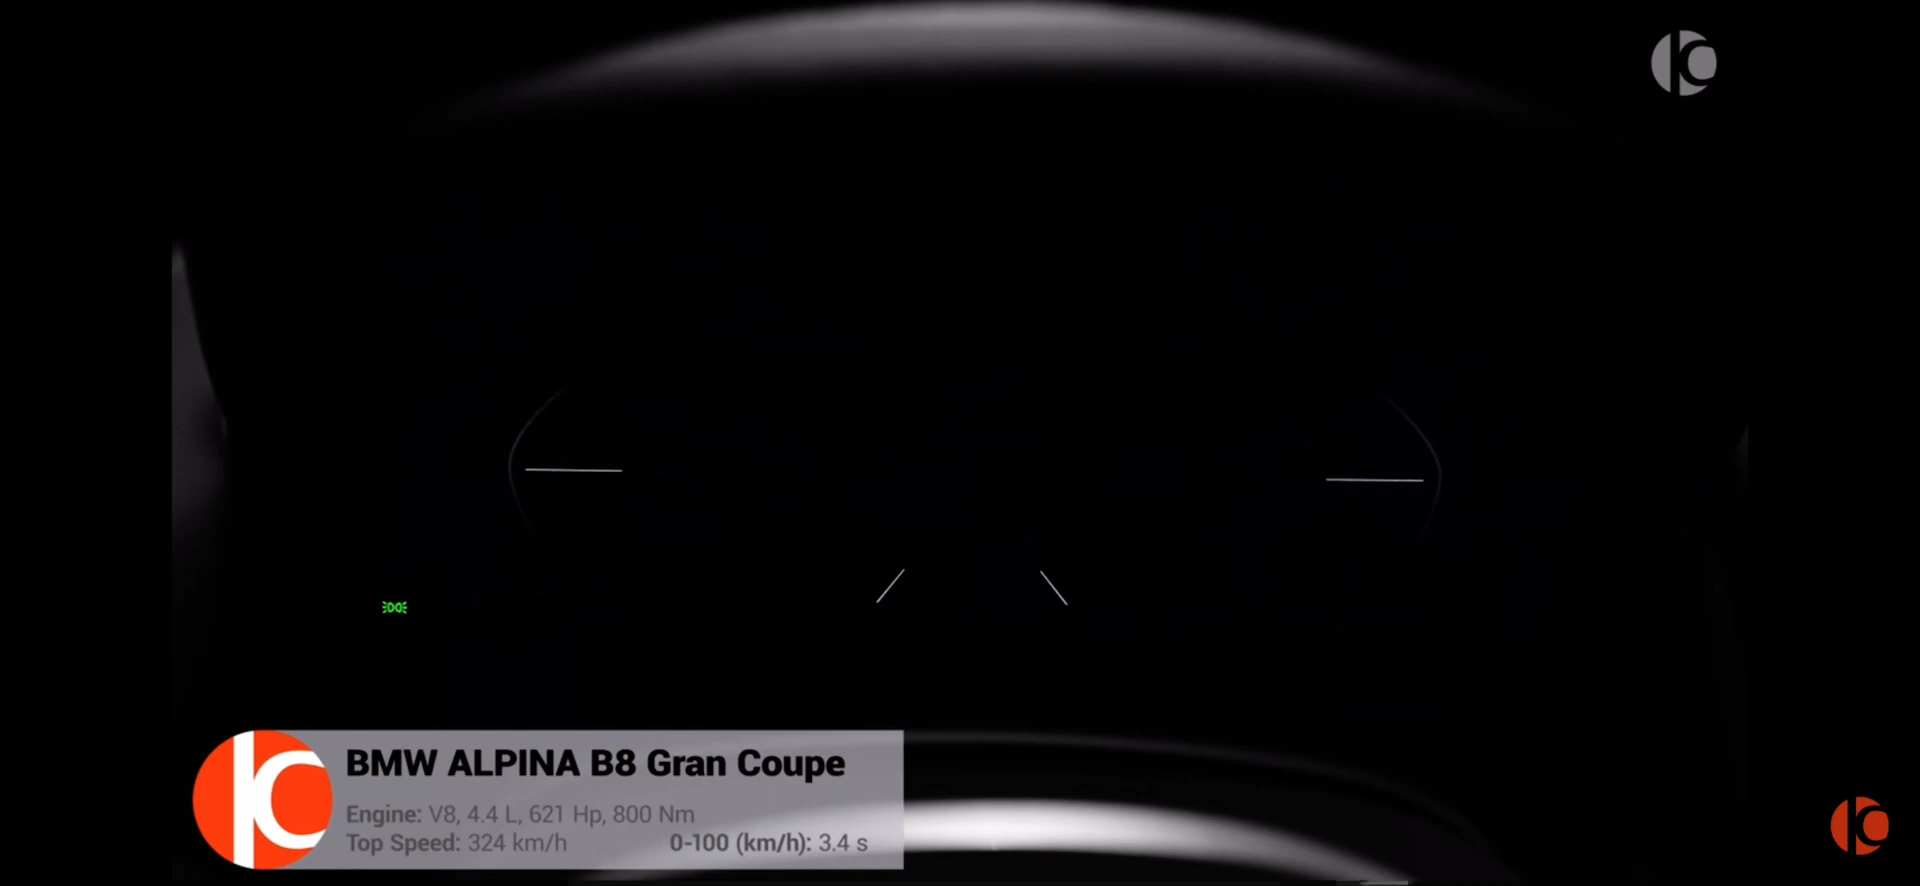 BMW ALPINA B8 Gran Coupe
Engine: V8, 4.4 L, 621 Hp, 800 Nm
Top Speed: 324 km/h 0-100 (km/h): 3.4 s